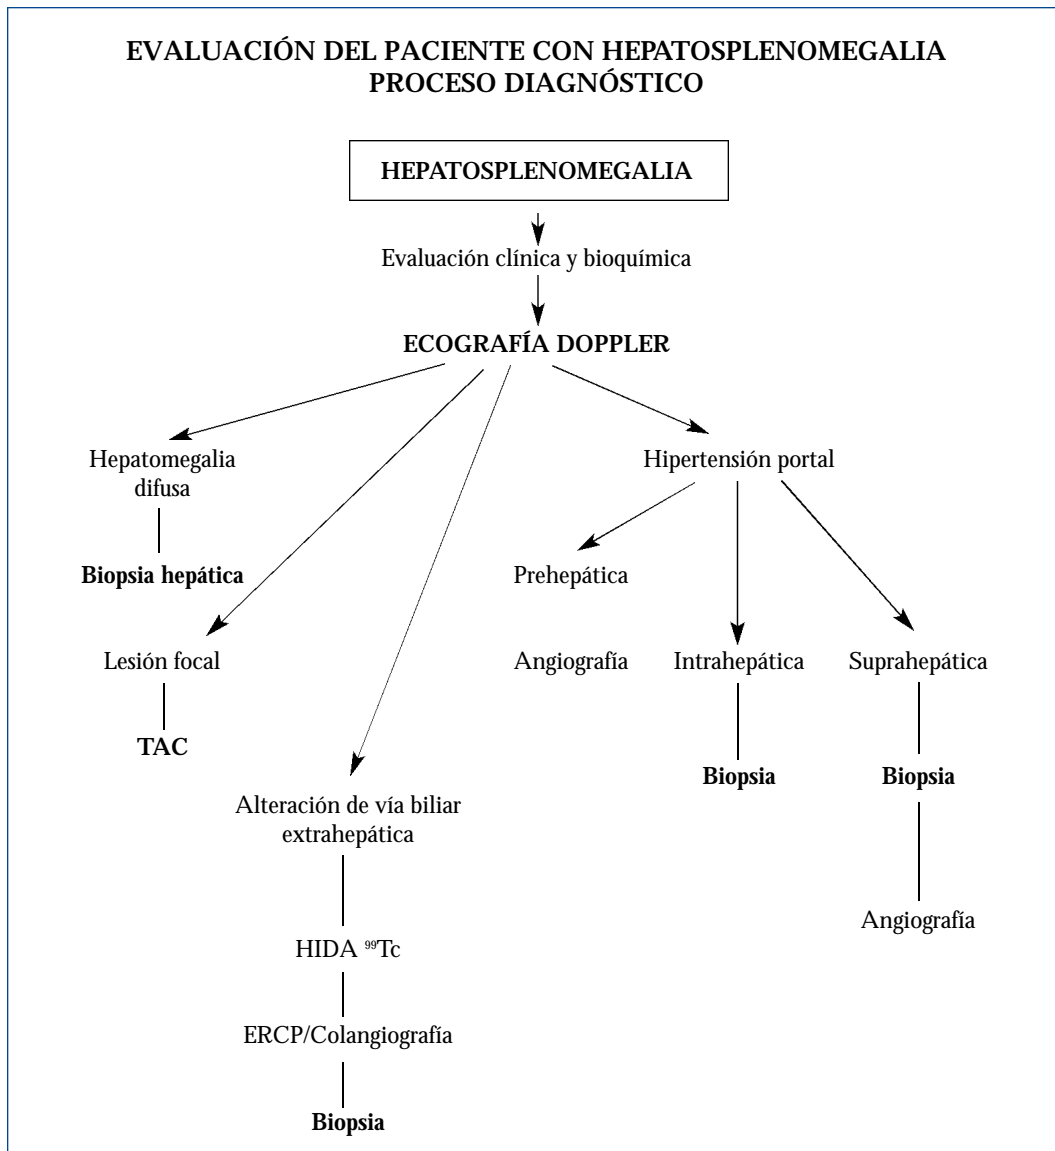 EVALUACIÓN DEL PACIENTE CON HEPATOSPLENOMEGALIA
PROCESO DIAGNÓSTICO
HEPATOSPLENOMEGALIA
Evaluación clínica y bioquímica
ECOGRAFÍA DOPPLER
Hepatomegalia
difusa
Biopsia hepática
Lesión focal
TAC
Alteración de vía biliar
extrahepática
HIDA ⁹⁹Tc
ERCP/Colangiografía
Biopsia
Hipertensión portal
Prehepática
Angiografía
Intrahepática
Biopsia
Suprahepática
Biopsia
Angiografía